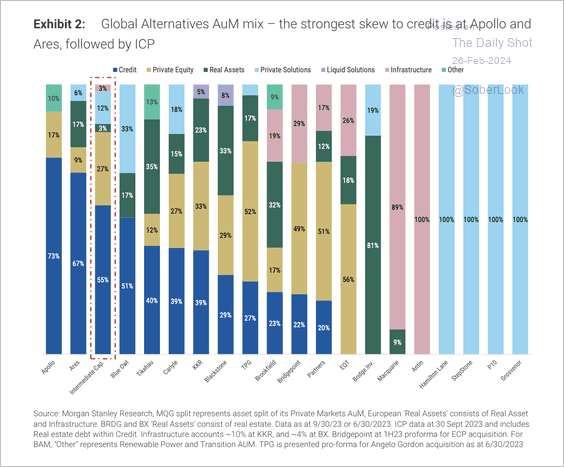 Exhibit 2: Global Alternatives AuM mix – the strongest skew to credit is at Apollo and
Ares, followed by ICP
The Daily Shot
26-Feb-2024
@SoberLook
Credit Private Equity Real Assets Private Solutions Liquid Solutions Infrastructure Other
10% 6% 3% 33% 13% 18% 5% 8% 17% 9% 29% 17% 26% 19% 89% 100% 100% 100% 100% 100%
17% 17% 12% 17% 35% 15% 23% 33% 52% 19% 49% 12% 18% 81% 9%
73% 9% 3% 51% 12% 27% 33% 29% 27% 32% 22% 51% 56%
67% 27% 40% 39% 39% 29% 17% 20%
55% 23%
Apollo
Ares
Intermediate Cap.
Blue Owl
Tikehau
Carlyle
KKR
Blackstone
TPG
Brookfield
Bridgepoint
Partners
EQT
Bridge Inv.
Macquarie
Antin
Hamilton Lane
StepStone
P10
Grosvenor
Source: Morgan Stanley Research, MQG split represents asset split of its Private Markets AuM, European 'Real Assets' consists of Real Asset
and Infrastructure. BRDG and BX 'Real Assets' consist of real estate. Data as of 9/30/23 or 6/30/2023. ICP data at 30 Sept 2023 and includes
Real Estate debt within Credit. Infrastructure accounts ~10% at KKR, and ~4% at BX. Bridgepoint at 1H23 proforma for ECP acquisition. For
BAM, "Other" represents Renewable Power and Transition AUM. TPG is presented pro-forma for Angelo Gordon acquisition as at 6/30/2023